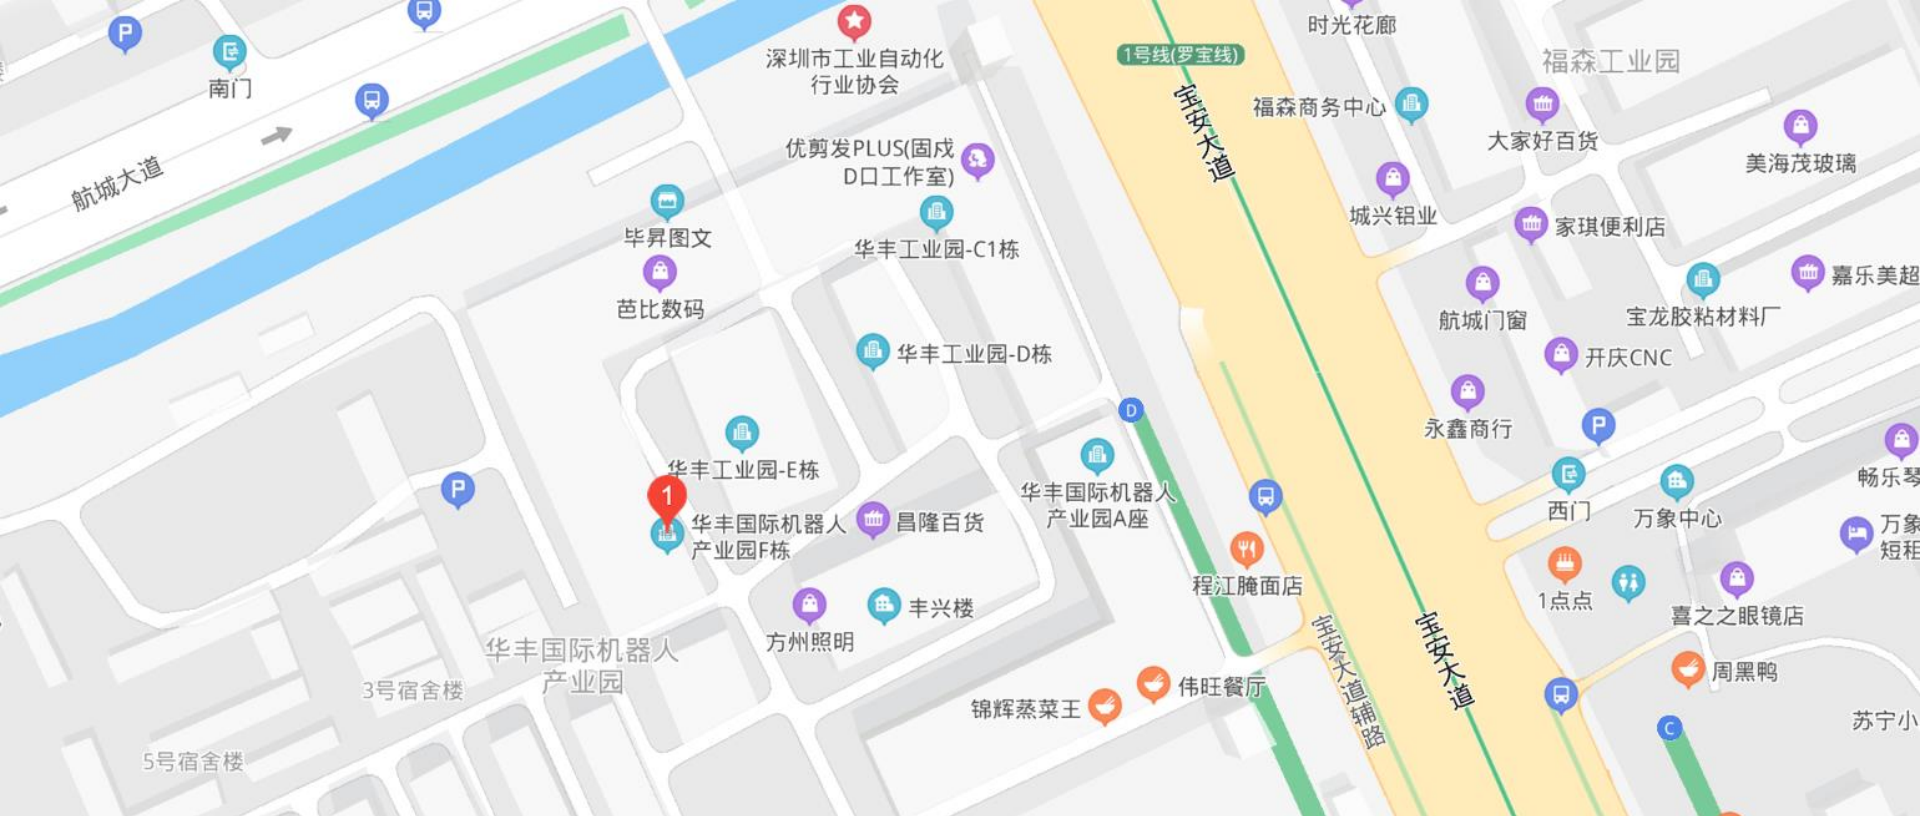 时光花廊
深圳市工业自动化
行业协会
1号线(罗宝线)
福森工业园
南门
P
福森商务中心
宝安大道
大家好百货
美海茂玻璃
优剪发PLUS(固戍
D口工作室)
航城大道
城兴铝业
毕昇图文
华丰工业园-C1栋
家琪便利店
芭比数码
嘉乐美超
航城门窗
宝龙胶粘材料厂
华丰工业园-D栋
开庆CNC
D
永鑫商行
P
华丰工业园-E栋
畅乐琴
P
1
华丰国际机器人
产业园A座
西门
万象中心
华丰国际机器人
产业园F栋
昌隆百货
万象
短租
程江腌面店
1点点
丰兴楼
喜之之眼镜店
方州照明
宝安大道辅路
宝安大道
华丰国际机器人
产业园
3号宿舍楼
周黑鸭
伟旺餐厅
锦辉蒸菜王
C
苏宁小
5号宿舍楼